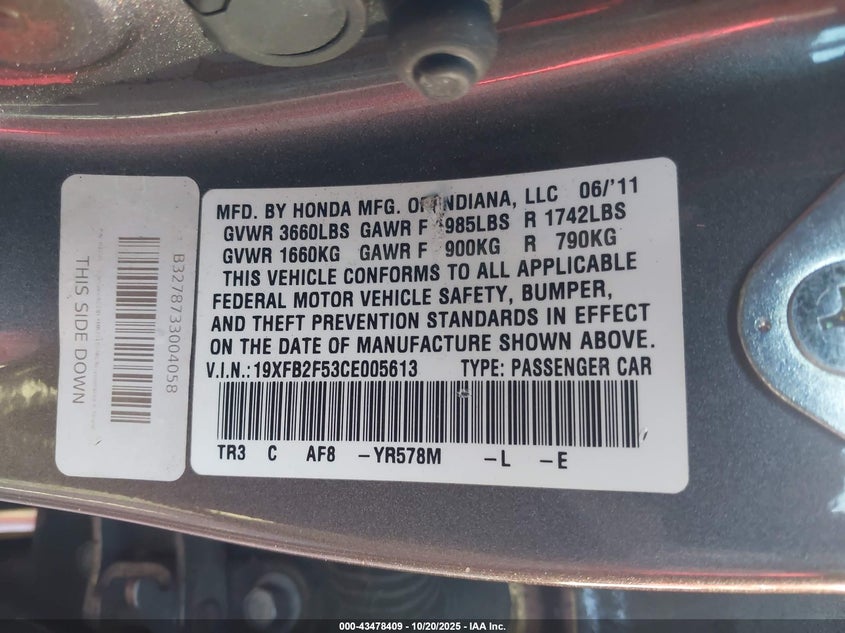 MFD. BY HONDA MFG. OF INDIANA, LLC 06/'11
GVWR 3660LBS GAWR F 1985LBS R 1742LBS
GVWR 1660KG GAWR F 900KG R 790KG
THIS VEHICLE CONFORMS TO ALL APPLICABLE
FEDERAL MOTOR VEHICLE SAFETY, BUMPER,
AND THEFT PREVENTION STANDARDS IN EFFECT
ON THE DATE OF MANUFACTURE SHOWN ABOVE.
V.I.N.:19XFB2F53CE005613 TYPE: PASSENGER CAR
TR3 C AF8 -YR578M -L -E
B3278733004058
THIS SIDE DOWN
000-43478409 | 10/20/2025 | IAA Inc.